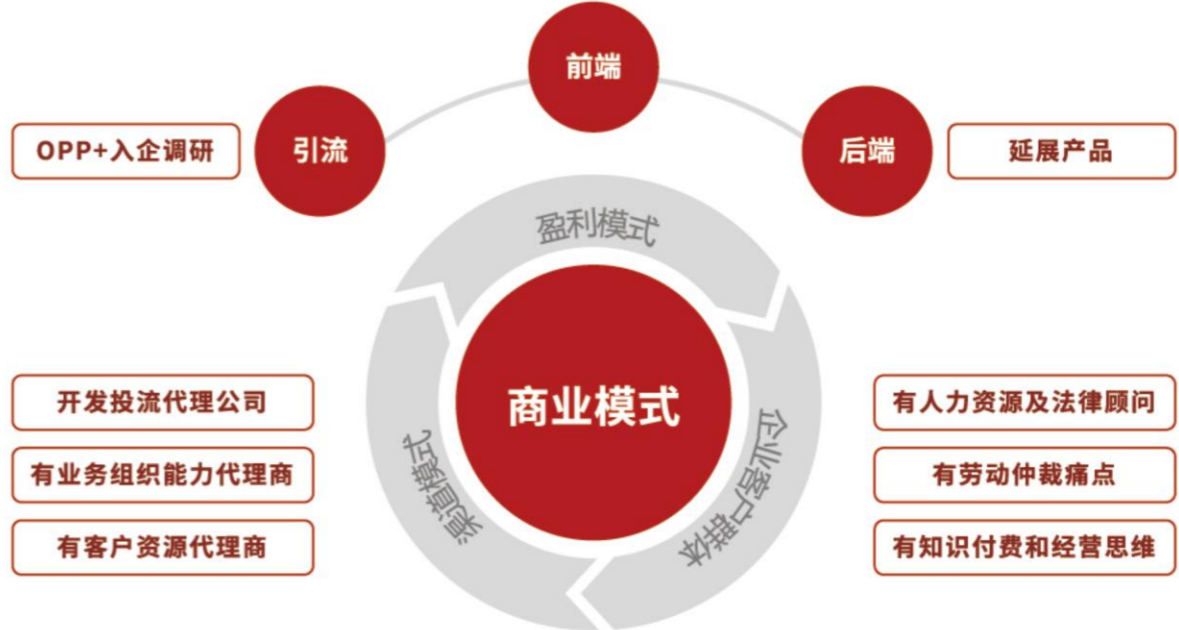 前端
引流
后端
OPP+入企调研
延展产品
盈利模式
商业模式
渠道模式
企业客户群体
开发投流代理公司
有业务组织能力代理商
有客户资源代理商
有人力资源及法律顾问
有劳动仲裁痛点
有知识付费和经营思维